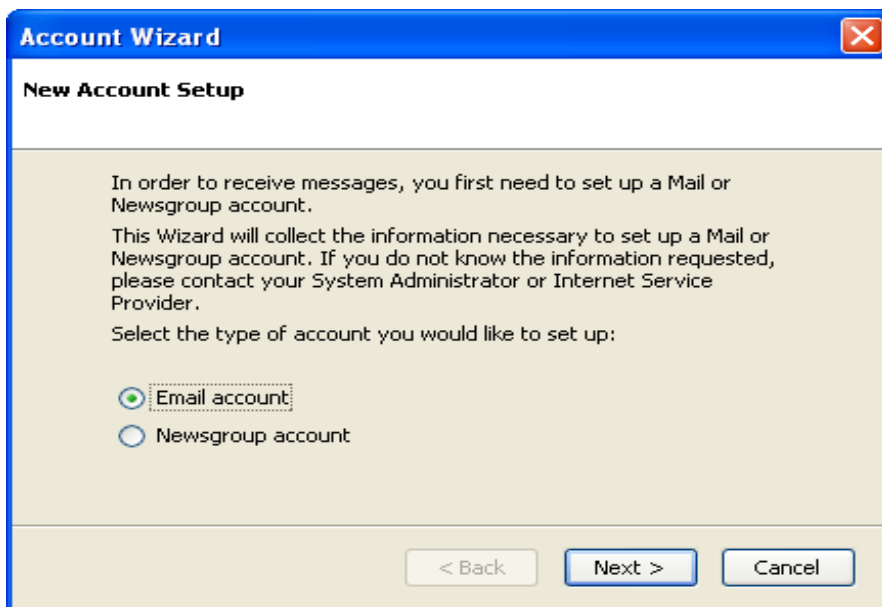 Account Wizard
New Account Setup
In order to receive messages, you first need to set up a Mail or
Newsgroup account.
This Wizard will collect the information necessary to set up a Mail or
Newsgroup account. If you do not know the information requested,
please contact your System Administrator or Internet Service
Provider.
Select the type of account you would like to set up:
Email account
Newsgroup account
< Back Next > Cancel